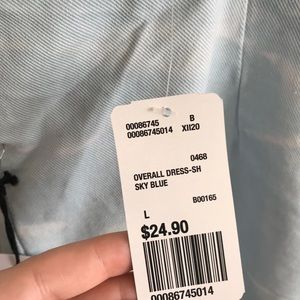 00086745 B
00086745014 XII20
0468
OVERALL DRESS-SH
SKY BLUE
B00165
L
$24.90
00086745014